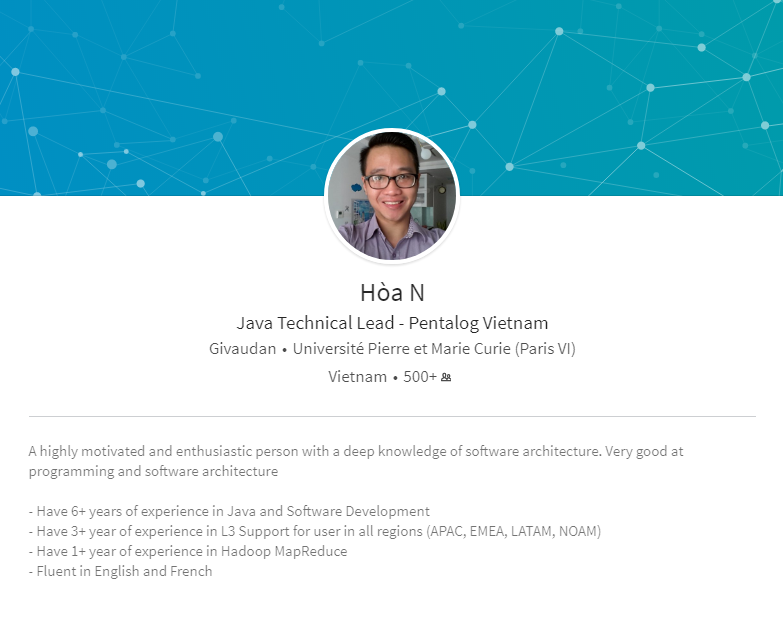 Hòa N
Java Technical Lead - Pentalog Vietnam
Givaudan • Université Pierre et Marie Curie (Paris VI)
Vietnam • 500+
A highly motivated and enthusiastic person with a deep knowledge of software architecture. Very good at
programming and software architecture
- Have 6+ years of experience in Java and Software Development
- Have 3+ year of experience in L3 Support for user in all regions (APAC, EMEA, LATAM, NOAM)
- Have 1+ year of experience in Hadoop MapReduce
- Fluent in English and French